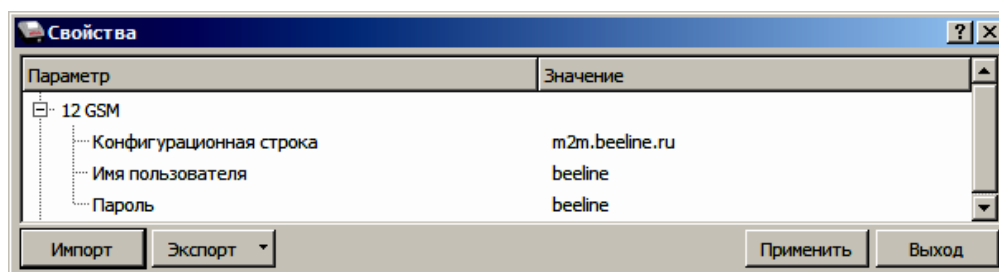 Свойства
Параметр Значение
12 GSM
Конфигурационная строка m2m.beeline.ru
Имя пользователя beeline
Пароль beeline
Импорт Экспорт Применить Выход